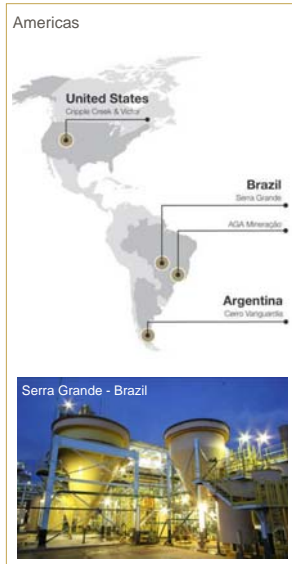 Americas
United States
Cripple Creek & Victor
Brazil
Serra Grande
AGA Mineração
Argentina
Cerro Vanguardia
Serra Grande - Brazil